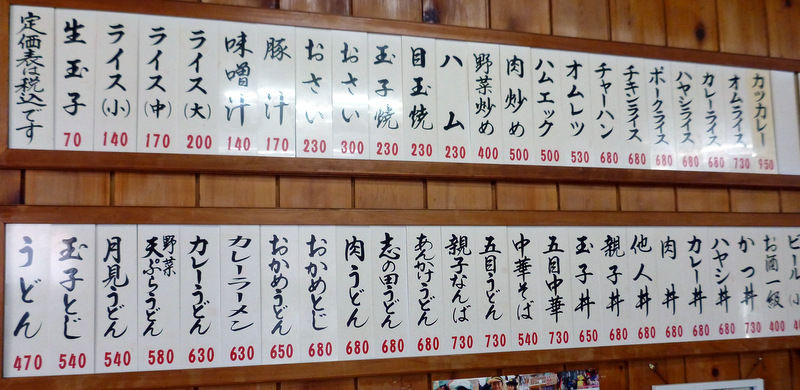 定価表は税込です
生玉子 70
ライス(小) 140
ライス(中) 170
ライス(大) 200
味噌汁 140
豚汁 170
おさい 230
おさい 300
玉子焼 230
目玉焼 230
ハム 230
野菜炒め 400
肉炒め 500
ハムエッグ 500
オムレツ 530
チャーハン 680
チキンライス 680
ポークライス 680
ハヤシライス 680
カレーライス 680
オムライス 730
カツカレー 950
うどん 470
玉子とじ 540
月見うどん 540
野菜天ぷらうどん 580
カレーうどん 630
カレーラーメン 630
おかめうどん 650
おかめとじ 680
肉うどん 680
志の田うどん 680
あんかけうどん 680
親子なんば 730
五目うどん 730
中華そば 540
五目中華 730
玉子丼 650
親子丼 680
他人丼 680
肉丼 680
カレー丼 680
ハヤシ丼 680
かつ丼 730
お酒一級 400
ビール 小